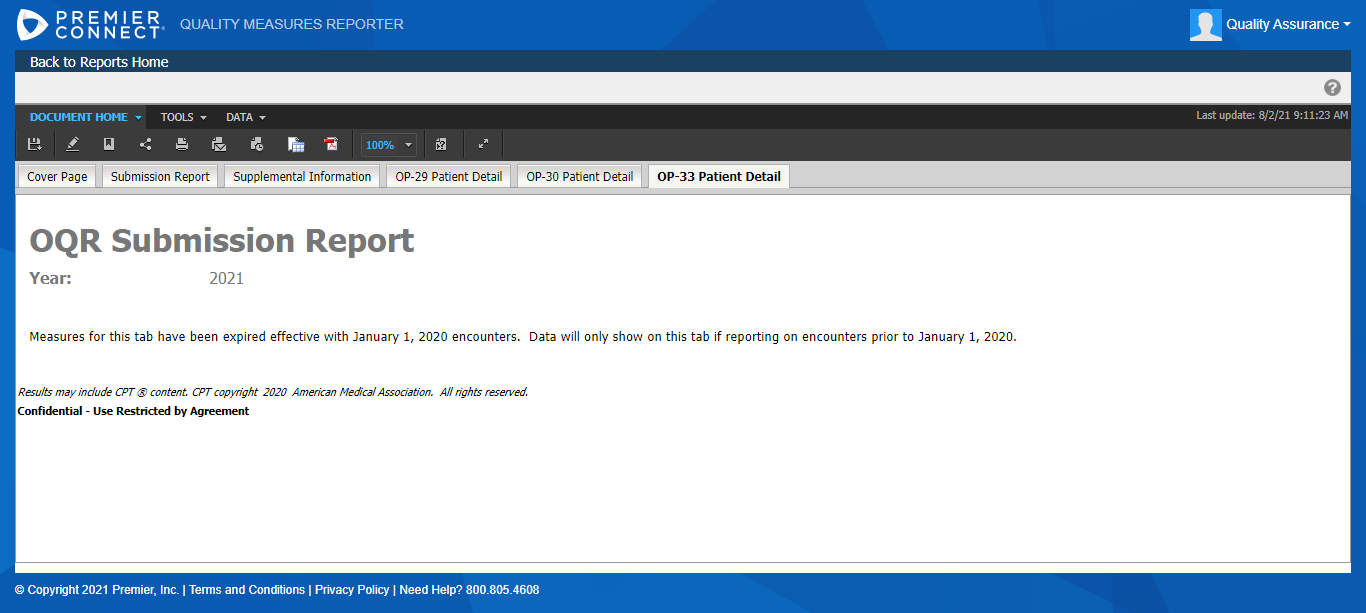 PREMIER CONNECT® QUALITY MEASURES REPORTER Quality Assurance
Back to Reports Home
?
DOCUMENT HOME TOOLS DATA Last update: 8/2/21 9:11:23 AM
100%
Cover Page Submission Report Supplemental Information OP-29 Patient Detail OP-30 Patient Detail OP-33 Patient Detail
OQR Submission Report
Year: 2021
Measures for this tab have been expired effective with January 1, 2020 encounters. Data will only show on this tab if reporting on encounters prior to January 1, 2020.
Results may include CPT ® content. CPT copyright 2020 American Medical Association. All rights reserved.
Confidential - Use Restricted by Agreement
© Copyright 2021 Premier, Inc. | Terms and Conditions | Privacy Policy | Need Help? 800.805.4608